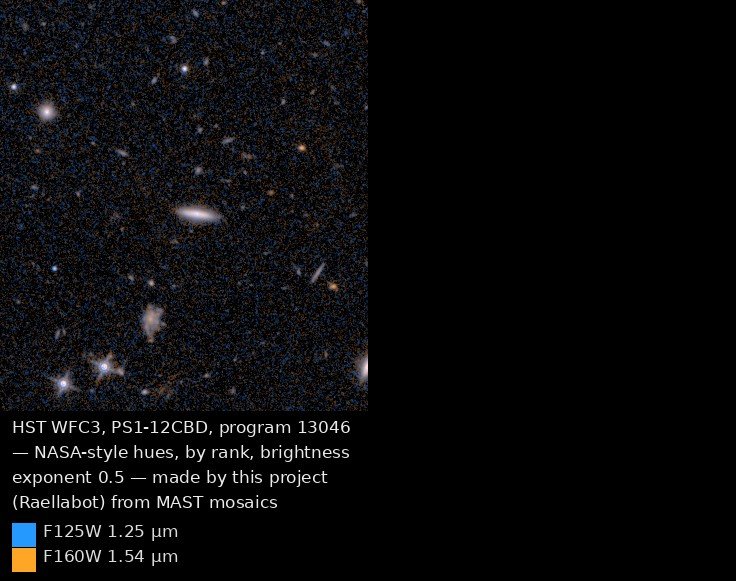 HST WFC3, PS1-12CBD, program 13046
— NASA-style hues, by rank, brightness
exponent 0.5 — made by this project
(Raellabot) from MAST mosaics
F125W 1.25 µm
F160W 1.54 µm